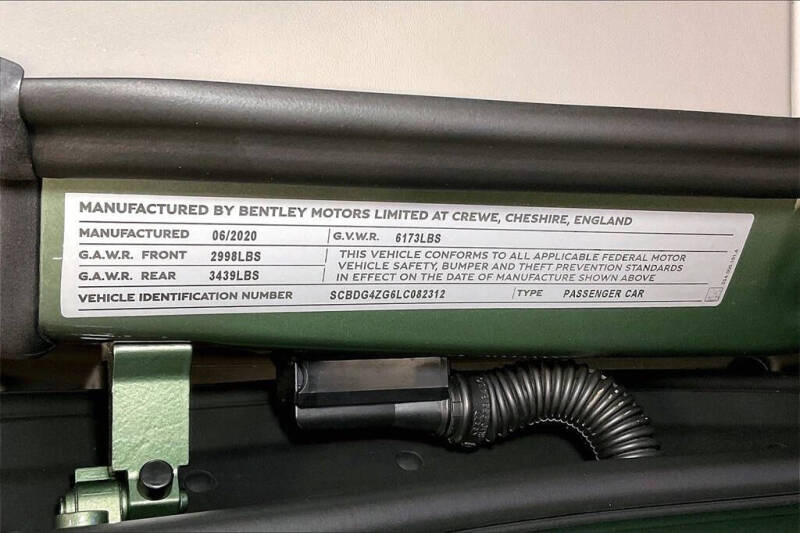 MANUFACTURED BY BENTLEY MOTORS LIMITED AT CREWE, CHESHIRE, ENGLAND
MANUFACTURED 06/2020 G.V.W.R. 6173LBS
G.A.W.R. FRONT 2998LBS
G.A.W.R. REAR 3439LBS
THIS VEHICLE CONFORMS TO ALL APPLICABLE FEDERAL MOTOR
VEHICLE SAFETY, BUMPER AND THEFT PREVENTION STANDARDS
IN EFFECT ON THE DATE OF MANUFACTURE SHOWN ABOVE
VEHICLE IDENTIFICATION NUMBER SCBDG4ZG6LC082312 TYPE PASSENGER CAR